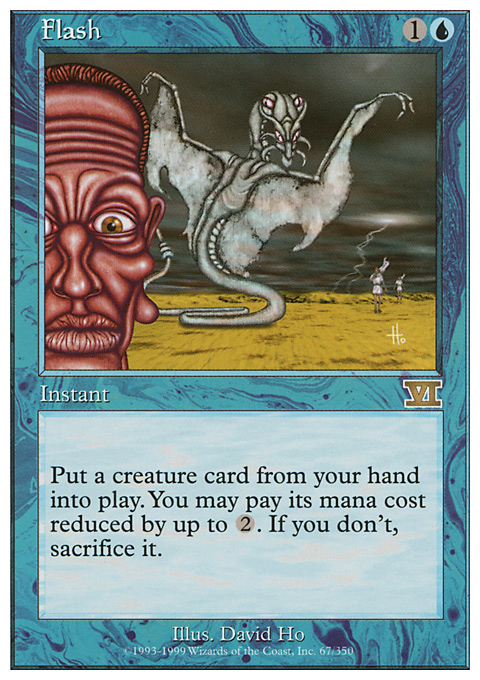 Flash 1
Ho
Instant VI
Put a creature card from your hand
into play. You may pay its mana cost
reduced by up to 2. If you don't,
sacrifice it.
Illus. David Ho
©1993-1999 Wizards of the Coast, Inc. 67/350